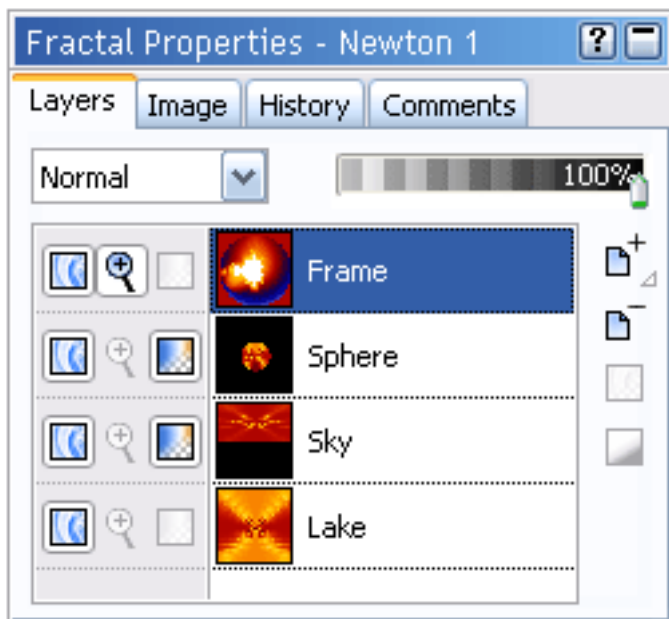 Fractal Properties - Newton 1
Layers Image History Comments
Normal 100%
Frame
Sphere
Sky
Lake